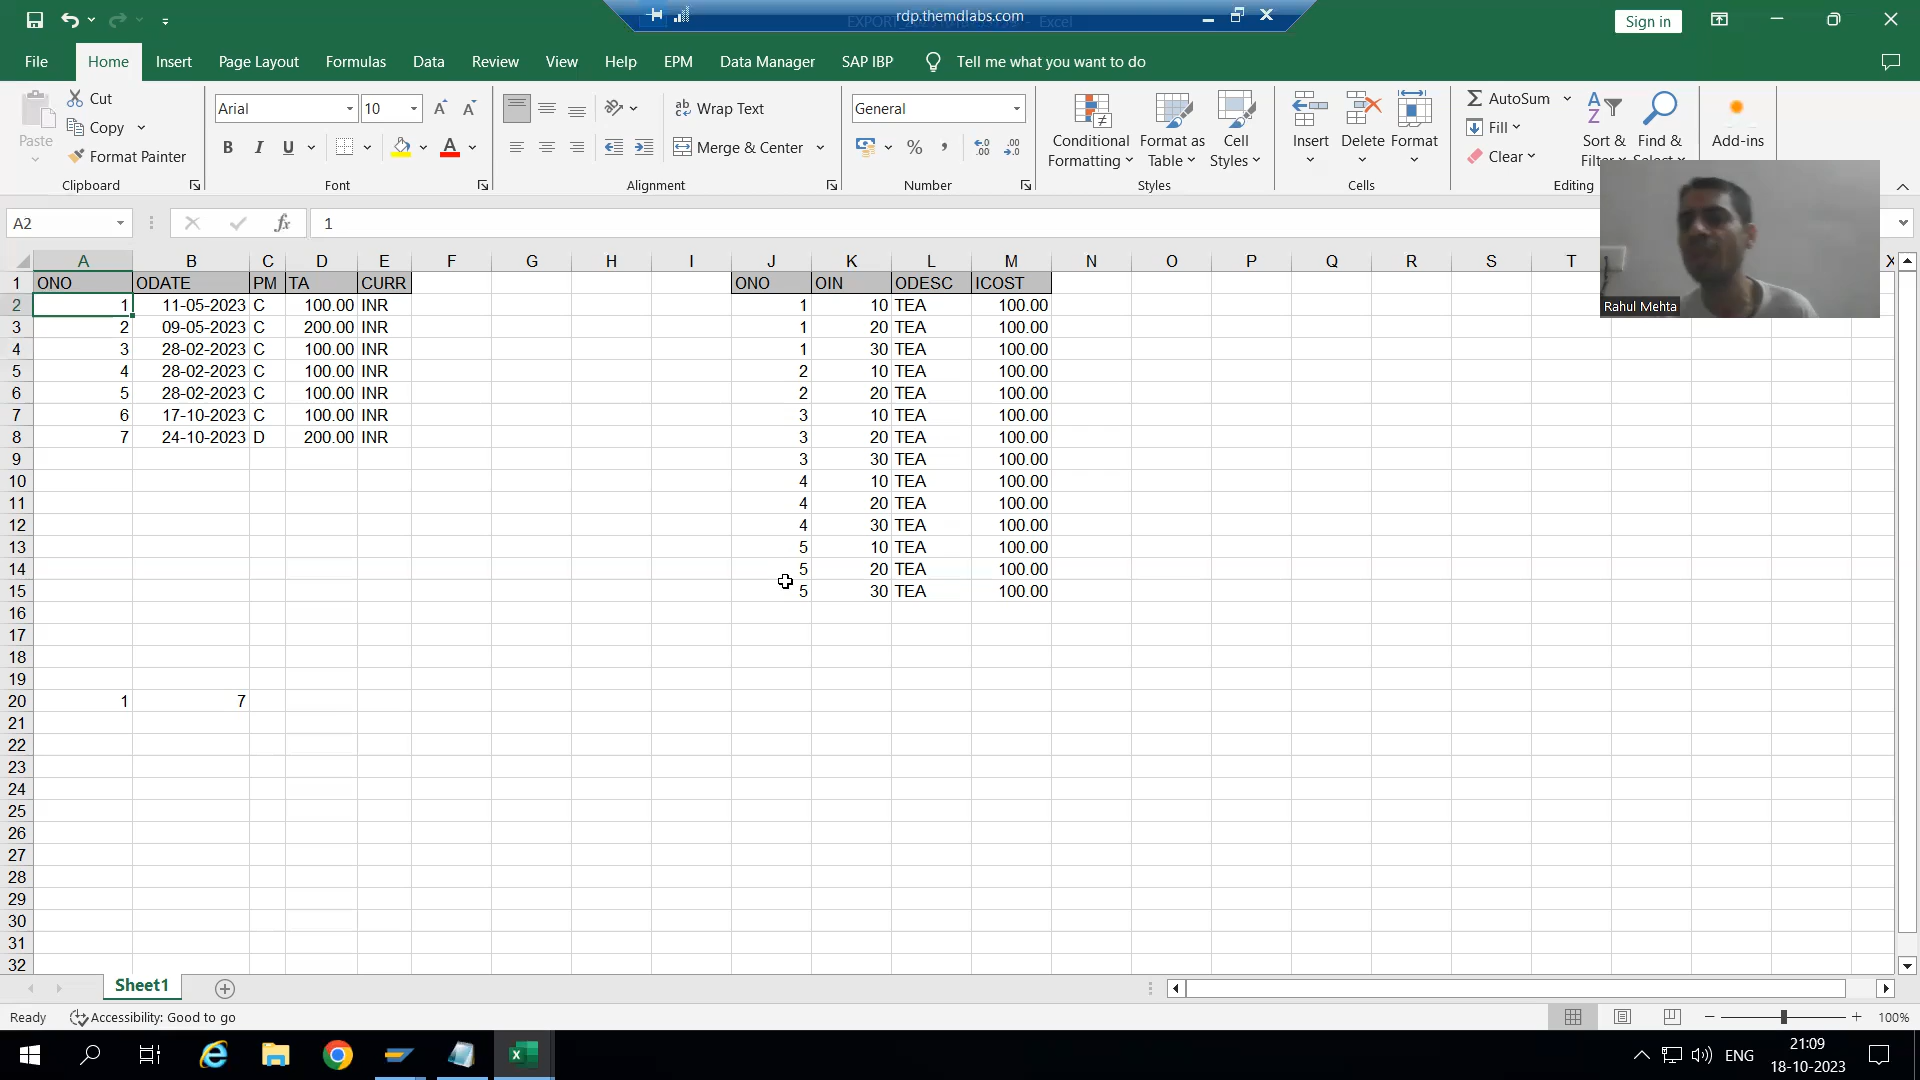 rdp.themdlabs.com
EXPORT
Excel
Sign in
File Home Insert Page Layout Formulas Data Review View Help EPM Data Manager SAP IBP Tell me what you want to do
Paste
Cut
Copy
Format Painter
Clipboard
Arial 10
B I U
Font
Wrap Text
Merge & Center
Alignment
General
% ,
Number
Conditional Formatting
Format as Table
Cell Styles
Styles
Insert
Delete
Format
Cells
AutoSum
Fill
Clear
Sort & Filter
Find & Select
Editing
Add-ins
Rahul Mehta
A2 fx 1
A B C D E F G H I J K L M N O P Q R S T X
1 ONO ODATE PM TA CURR ONO OIN ODESC ICOST
2 1 11-05-2023 C 100.00 INR 1 10 TEA 100.00
3 2 09-05-2023 C 200.00 INR 1 20 TEA 100.00
4 3 28-02-2023 C 100.00 INR 1 30 TEA 100.00
5 4 28-02-2023 C 100.00 INR 2 10 TEA 100.00
6 5 28-02-2023 C 100.00 INR 2 20 TEA 100.00
7 6 17-10-2023 C 100.00 INR 3 10 TEA 100.00
8 7 24-10-2023 D 200.00 INR 3 20 TEA 100.00
9 3 30 TEA 100.00
10 4 10 TEA 100.00
11 4 20 TEA 100.00
12 4 30 TEA 100.00
13 5 10 TEA 100.00
14 5 20 TEA 100.00
15 5 30 TEA 100.00
16
17
18
19
20 1 7
21
22
23
24
25
26
27
28
29
30
31
32
Sheet1
Ready Accessibility: Good to go 100%
ENG
21:09
18-10-2023